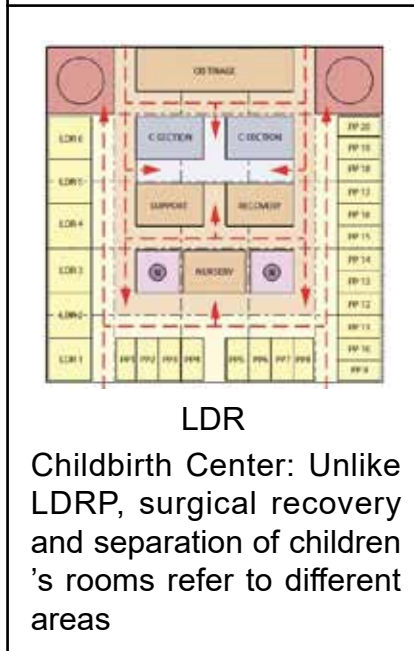 OB TRIAGE
C SECTION
C SECTION
LDR 6
LDR 5
LDR 4
LDR 3
LDR 2
LDR 1
SUPPORT
RECOVERY
NURSERY
N
N
PP1 PP2 PP3 PP4
PP5 PP6 PP7 PP8
PP 20
PP 19
PP 18
PP 17
PP 16
PP 15
PP 14
PP 13
PP 12
PP 11
PP 10
PP 9
LDR
Childbirth Center: Unlike
LDRP, surgical recovery
and separation of children
’s rooms refer to different
areas